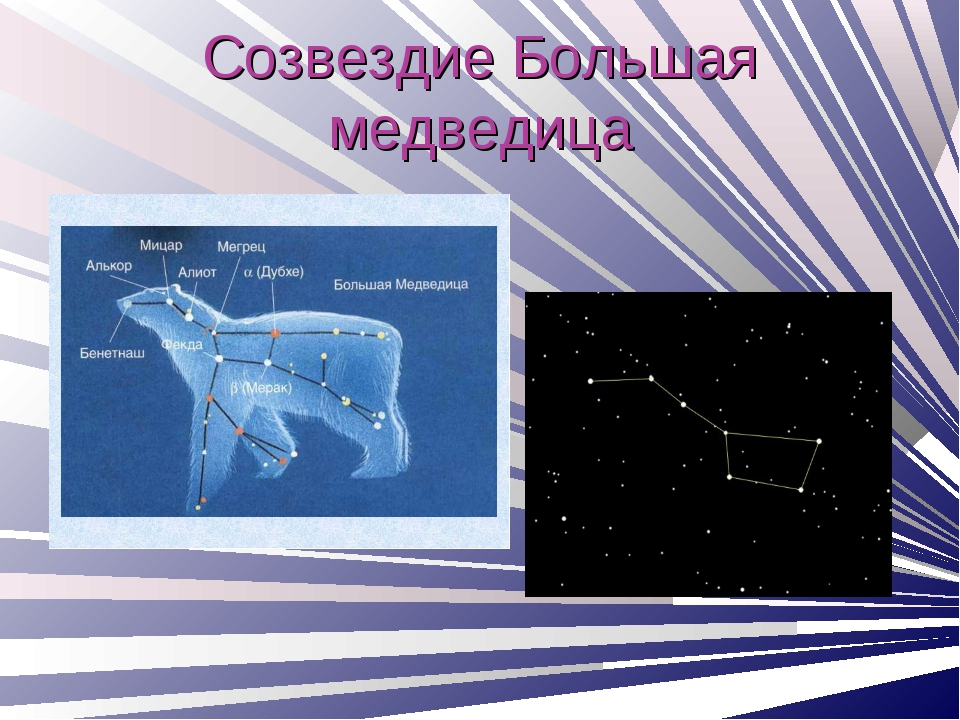 Созвездие Большая
медведица
Мицар
Мегрец
Алькор
Алиот
α (Дубхе)
Большая Медведица
Фекда
Бенетнаш
β (Мерак)